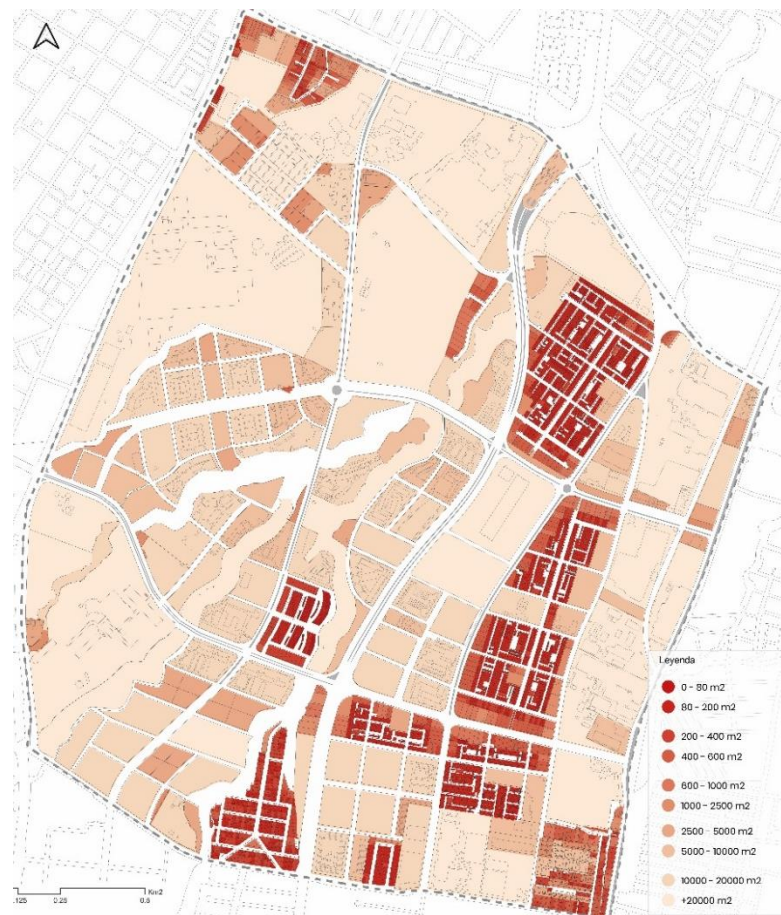 Leyenda
0 - 80 m2
80 - 200 m2
200 - 400 m2
400 - 600 m2
600 - 1000 m2
1000 - 2500 m2
2500 - 5000 m2
5000 - 10000 m2
10000 - 20000 m2
+20000 m2
Km2
.125
0.25
0.5